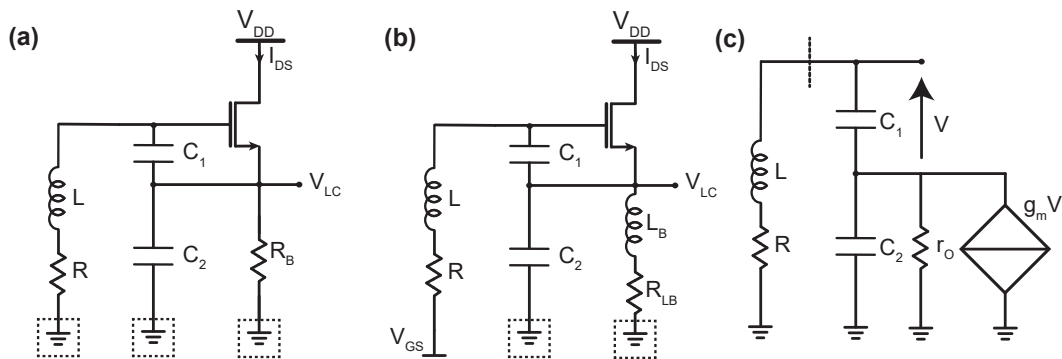 (a)
V_DD
I_DS
C_1
L
V_LC
R
C_2
R_B
(b)
V_DD
I_DS
C_1
L
V_LC
L_B
R
C_2
R_LB
V_GS
(c)
C_1
V
L
g_mV
R
C_2
r_O